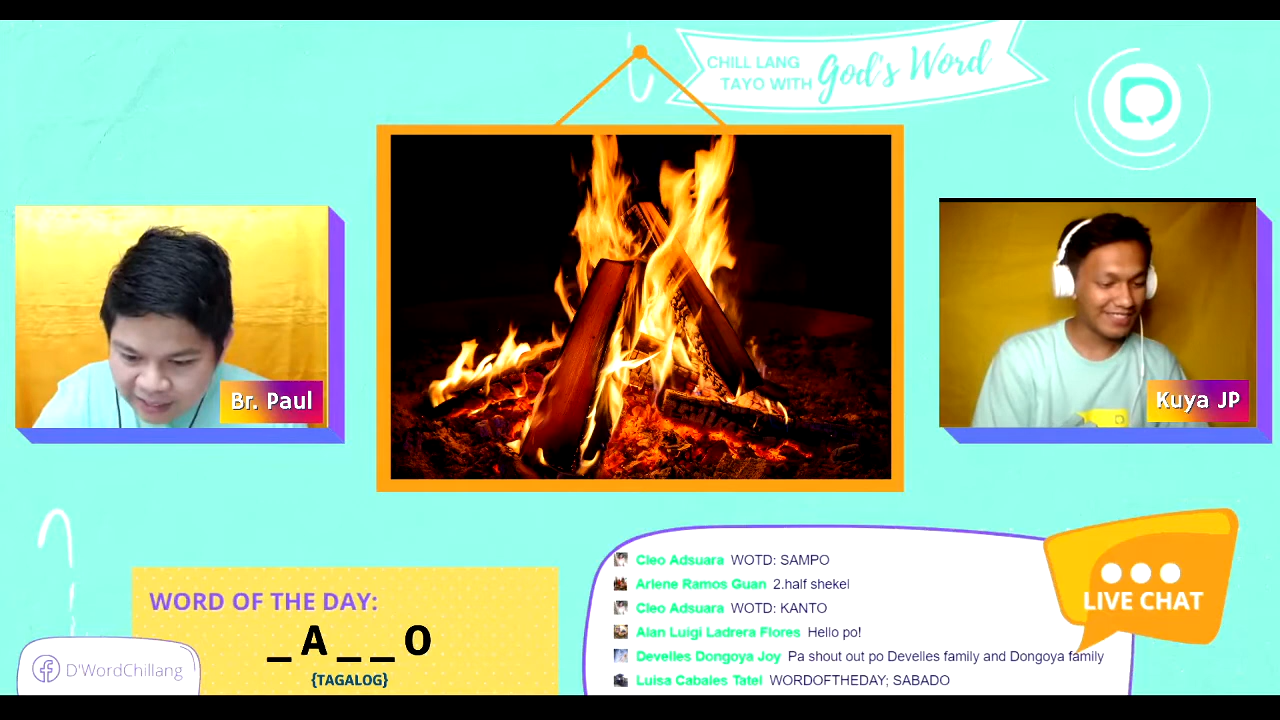 CHILL LANG
TAYO WITH God's Word
Br. Paul
Kuya JP
WORD OF THE DAY:
_ A _ _ O
{TAGALOG}
D'WordChillang
Cleo Adsuara WOTD: SAMPO
Arlene Ramos Guan 2.half shekel
Cleo Adsuara WOTD: KANTO
Alan Luigi Ladrera Flores Hello po!
Develles Dongoya Joy Pa shout out po Develles family and Dongoya family
Luisa Cabales Tatel WORDOFTHEDAY; SABADO
LIVE CHAT